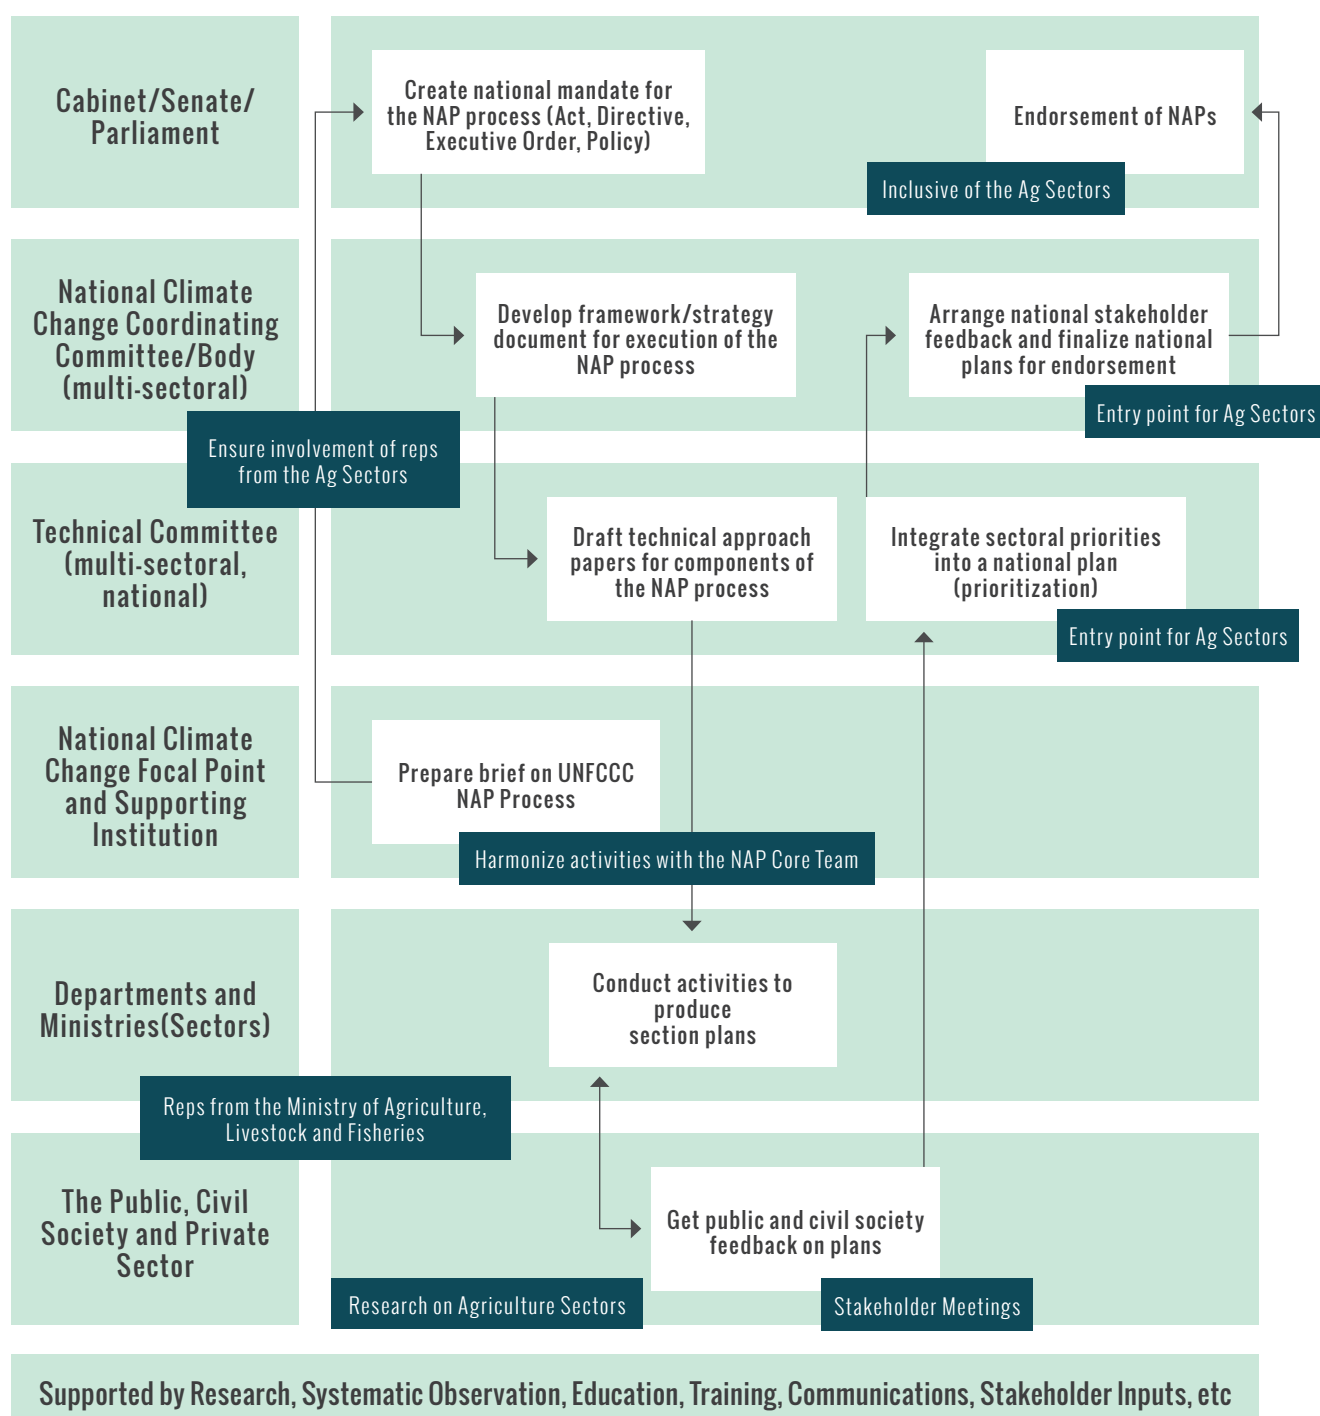 Cabinet/Senate/
Parliament
Create national mandate for
the NAP process (Act, Directive,
Executive Order, Policy)
Endorsement of NAPs
Inclusive of the Ag Sectors
National Climate
Change Coordinating
Committee/Body
(multi-sectoral)
Develop framework/strategy
document for execution of the
NAP process
Arrange national stakeholder
feedback and finalize national
plans for endorsement
Entry point for Ag Sectors
Ensure involvement of reps
from the Ag Sectors
Technical Committee
(multi-sectoral,
national)
Draft technical approach
papers for components of
the NAP process
Integrate sectoral priorities
into a national plan
(prioritization)
Entry point for Ag Sectors
National Climate
Change Focal Point
and Supporting
Institution
Prepare brief on UNFCCC
NAP Process
Harmonize activities with the NAP Core Team
Departments and
Ministries(Sectors)
Conduct activities to
produce
section plans
Reps from the Ministry of Agriculture,
Livestock and Fisheries
The Public, Civil
Society and Private
Sector
Get public and civil society
feedback on plans
Research on Agriculture Sectors
Stakeholder Meetings
Supported by Research, Systematic Observation, Education, Training, Communications, Stakeholder Inputs, etc